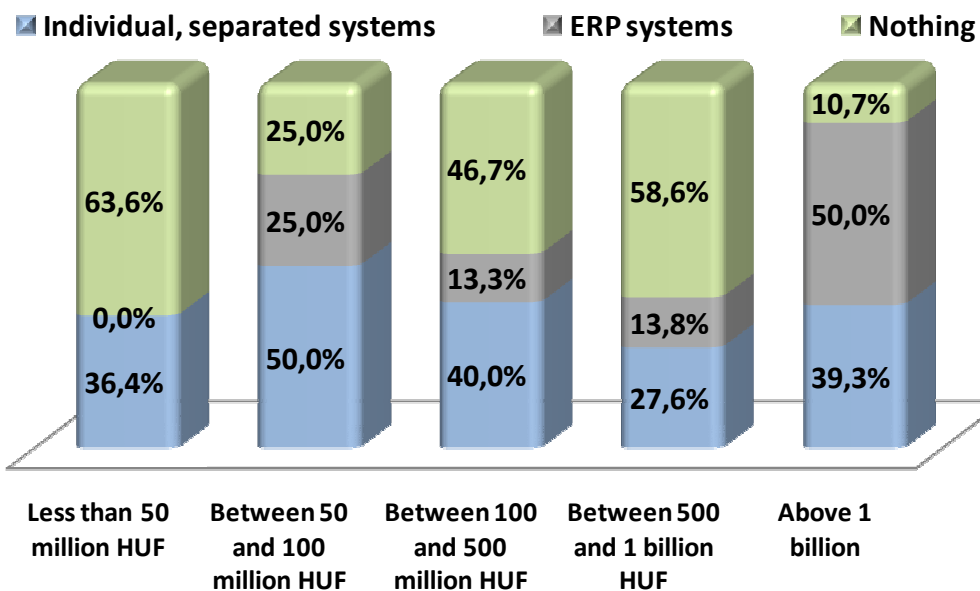 Individual, separated systems ERP systems Nothing
63,6% 0,0% 36,4%
25,0% 25,0% 50,0%
46,7% 13,3% 40,0%
58,6% 13,8% 27,6%
10,7% 50,0% 39,3%
Less than 50
million HUF
Between 50
and 100
million HUF
Between 100
and 500
million HUF
Between 500
and 1 billion
HUF
Above 1
billion